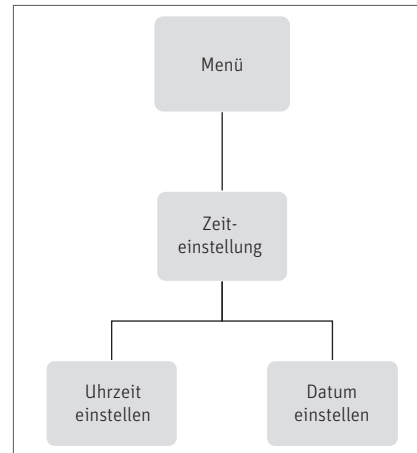 Menü
Zeit-
einstellung
Uhrzeit
einstellen
Datum
einstellen